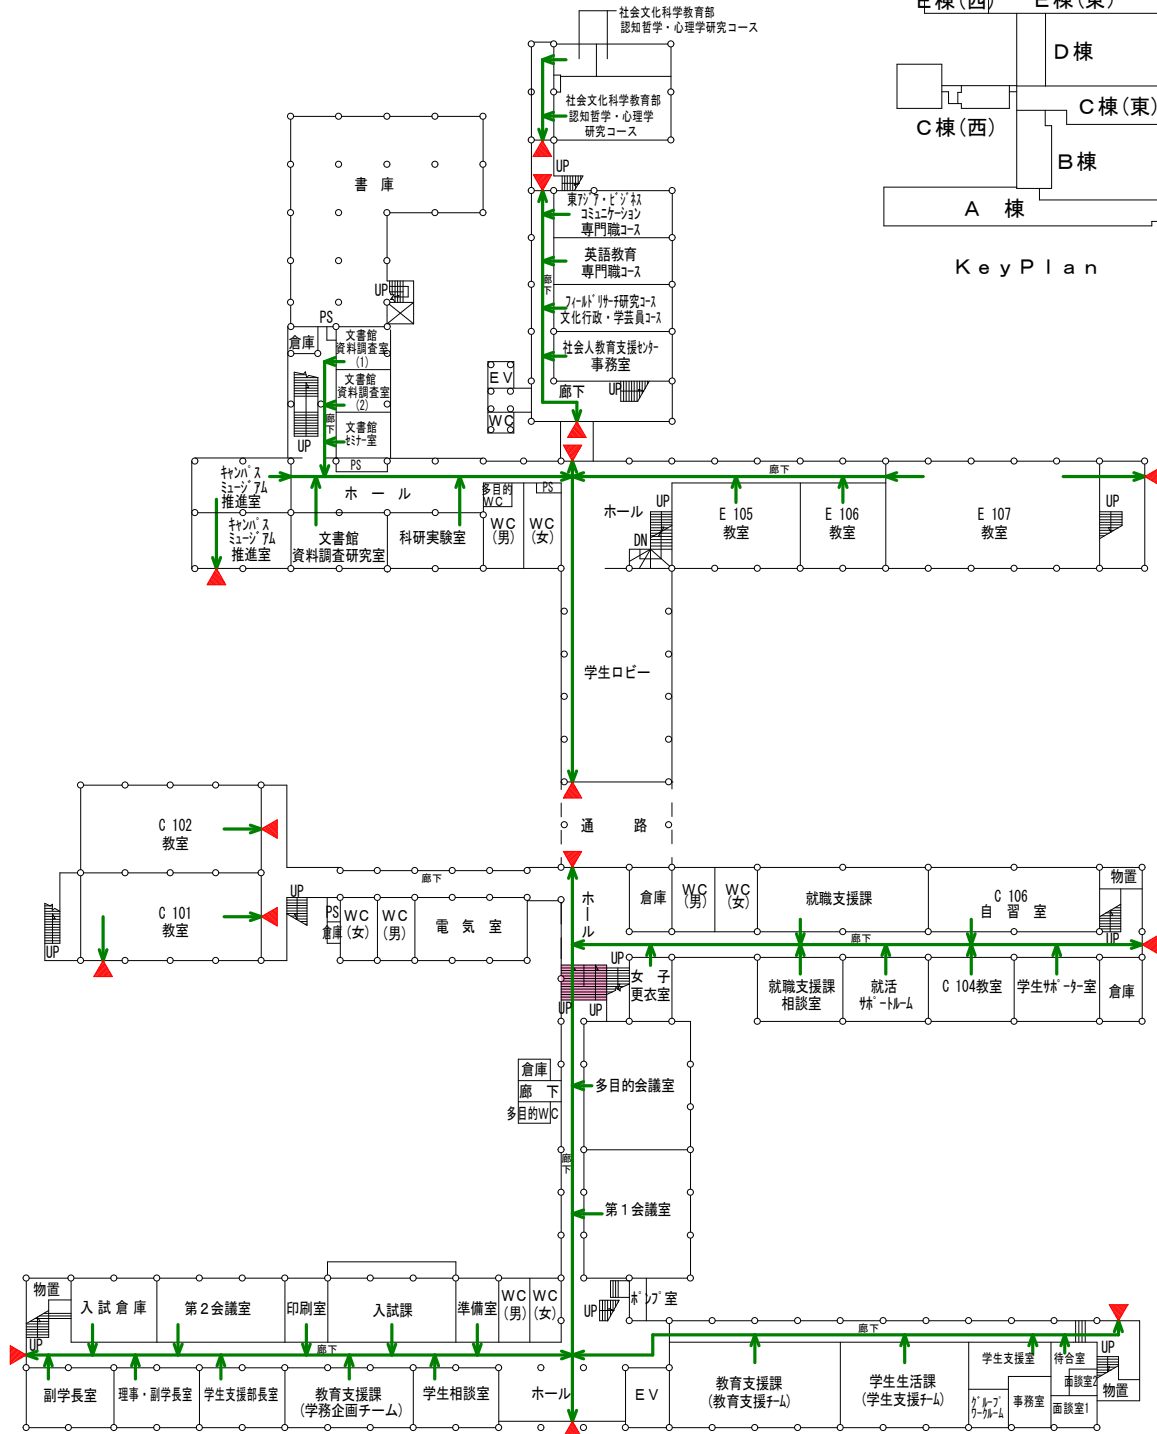 社会文化科学教育部
認知哲学・心理学研究コース
E棟(西)
E棟(東)
D棟
C棟(東)
C棟(西)
B棟
A 棟
KeyPlan
社会文化科学教育部
認知哲学・心理学
研究コース
UP
書 庫
東アジア・ビジネス
コミュニケーション
専門職コース
英語教育
専門職コース
廊下
フィールドリサーチ研究コース
文化行政・学芸員コース
社会人教育支援センター
事務室
廊下
UP
EV
WC
UP
PS
倉庫
文書館
資料調査室
(1)
文書館
資料調査室
(2)
廊下
文書館
セミナー室
UP
PS
キャンパス
ミュージアム
推進室
キャンパス
ミュージアム
推進室
ホール
文書館
資料調査研究室
科研実験室
多目的
WC
PS
WC
(男)
WC
(女)
廊下
ホール
UP
DN
E 105
教室
E 106
教室
E 107
教室
UP
学生ロビー
通 路
C 102
教室
C 101
教室
UP
廊下
UP
PS
倉庫
WC
(女)
WC
(男)
電気室
ホール
倉庫
WC
(男)
WC
(女)
就職支援課
C 106
自習室
物置
UP
廊下
UP
UP
UP
女子
更衣室
就職支援課
相談室
就活
サポートルーム
C 104教室
学生サポーター室
倉庫
倉庫
廊下
多目的WC
多目的会議室
廊下
第1会議室
物置
UP
入試倉庫
第2会議室
印刷室
入試課
準備室
WC
(男)
WC
(女)
UP
ポンプ室
廊下
廊下
副学長室
理事・副学長室
学生支援部長室
教育支援課
(学務企画チーム)
学生相談室
ホール
EV
教育支援課
(教育支援チーム)
学生生活課
(学生支援チーム)
学生支援室
グループ
ワークルーム
事務室
待合室
面談室2
面談室1
UP
物置